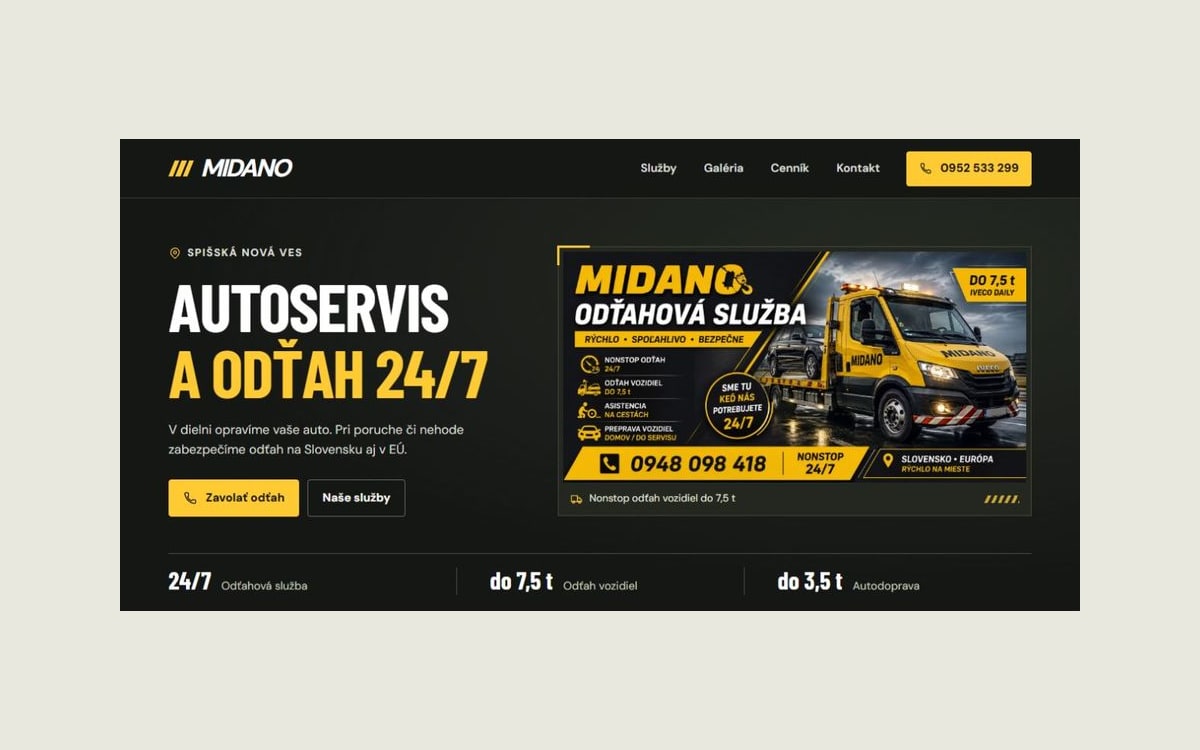 MIDANO
Služby
Galéria
Cenník
Kontakt
0952 533 299
SPIŠSKÁ NOVÁ VES
AUTOSERVIS
A ODŤAH 24/7
V dielni opravíme vaše auto. Pri poruche či nehode
zabezpečíme odťah na Slovensku aj v EÚ.
Zavolať odťah
Naše služby
MIDANO
ODŤAHOVÁ SLUŽBA
RÝCHLO • SPOĽAHLIVO • BEZPEČNE
NONSTOP ODŤAH
24/7
ODŤAH VOZIDIEL
DO 7,5 t
ASISTENCIA
NA CESTÁCH
PREPRAVA VOZIDIEL
DOMOV / DO SERVISU
SME TU
KEĎ NÁS
POTREBUJETE
24/7
DO 7,5 t
IVECO DAILY
MIDANO
MIDANO
IVECO
0948 098 418
NONSTOP
24/7
SLOVENSKO • EURÓPA
RÝCHLO NA MIESTE
Nonstop odťah vozidiel do 7,5 t
24/7 Odťahová služba
do 7,5 t Odťah vozidiel
do 3,5 t Autodoprava